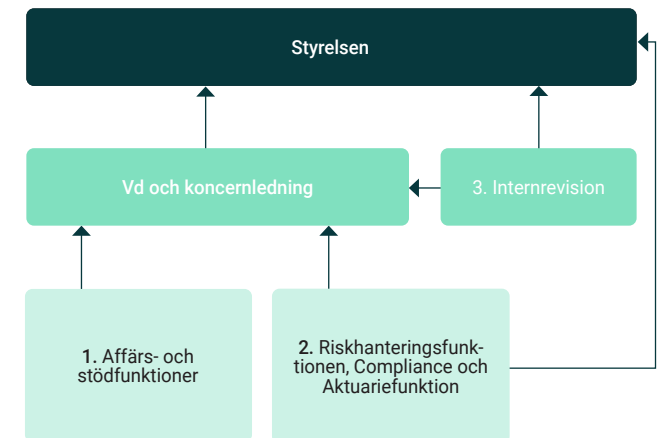 Styrelsen
Vd och koncernledning
3. Internrevision
1. Affärs- och
stödfunktioner
2. Riskhanteringsfunk-
tionen, Compliance och
Aktuariefunktion